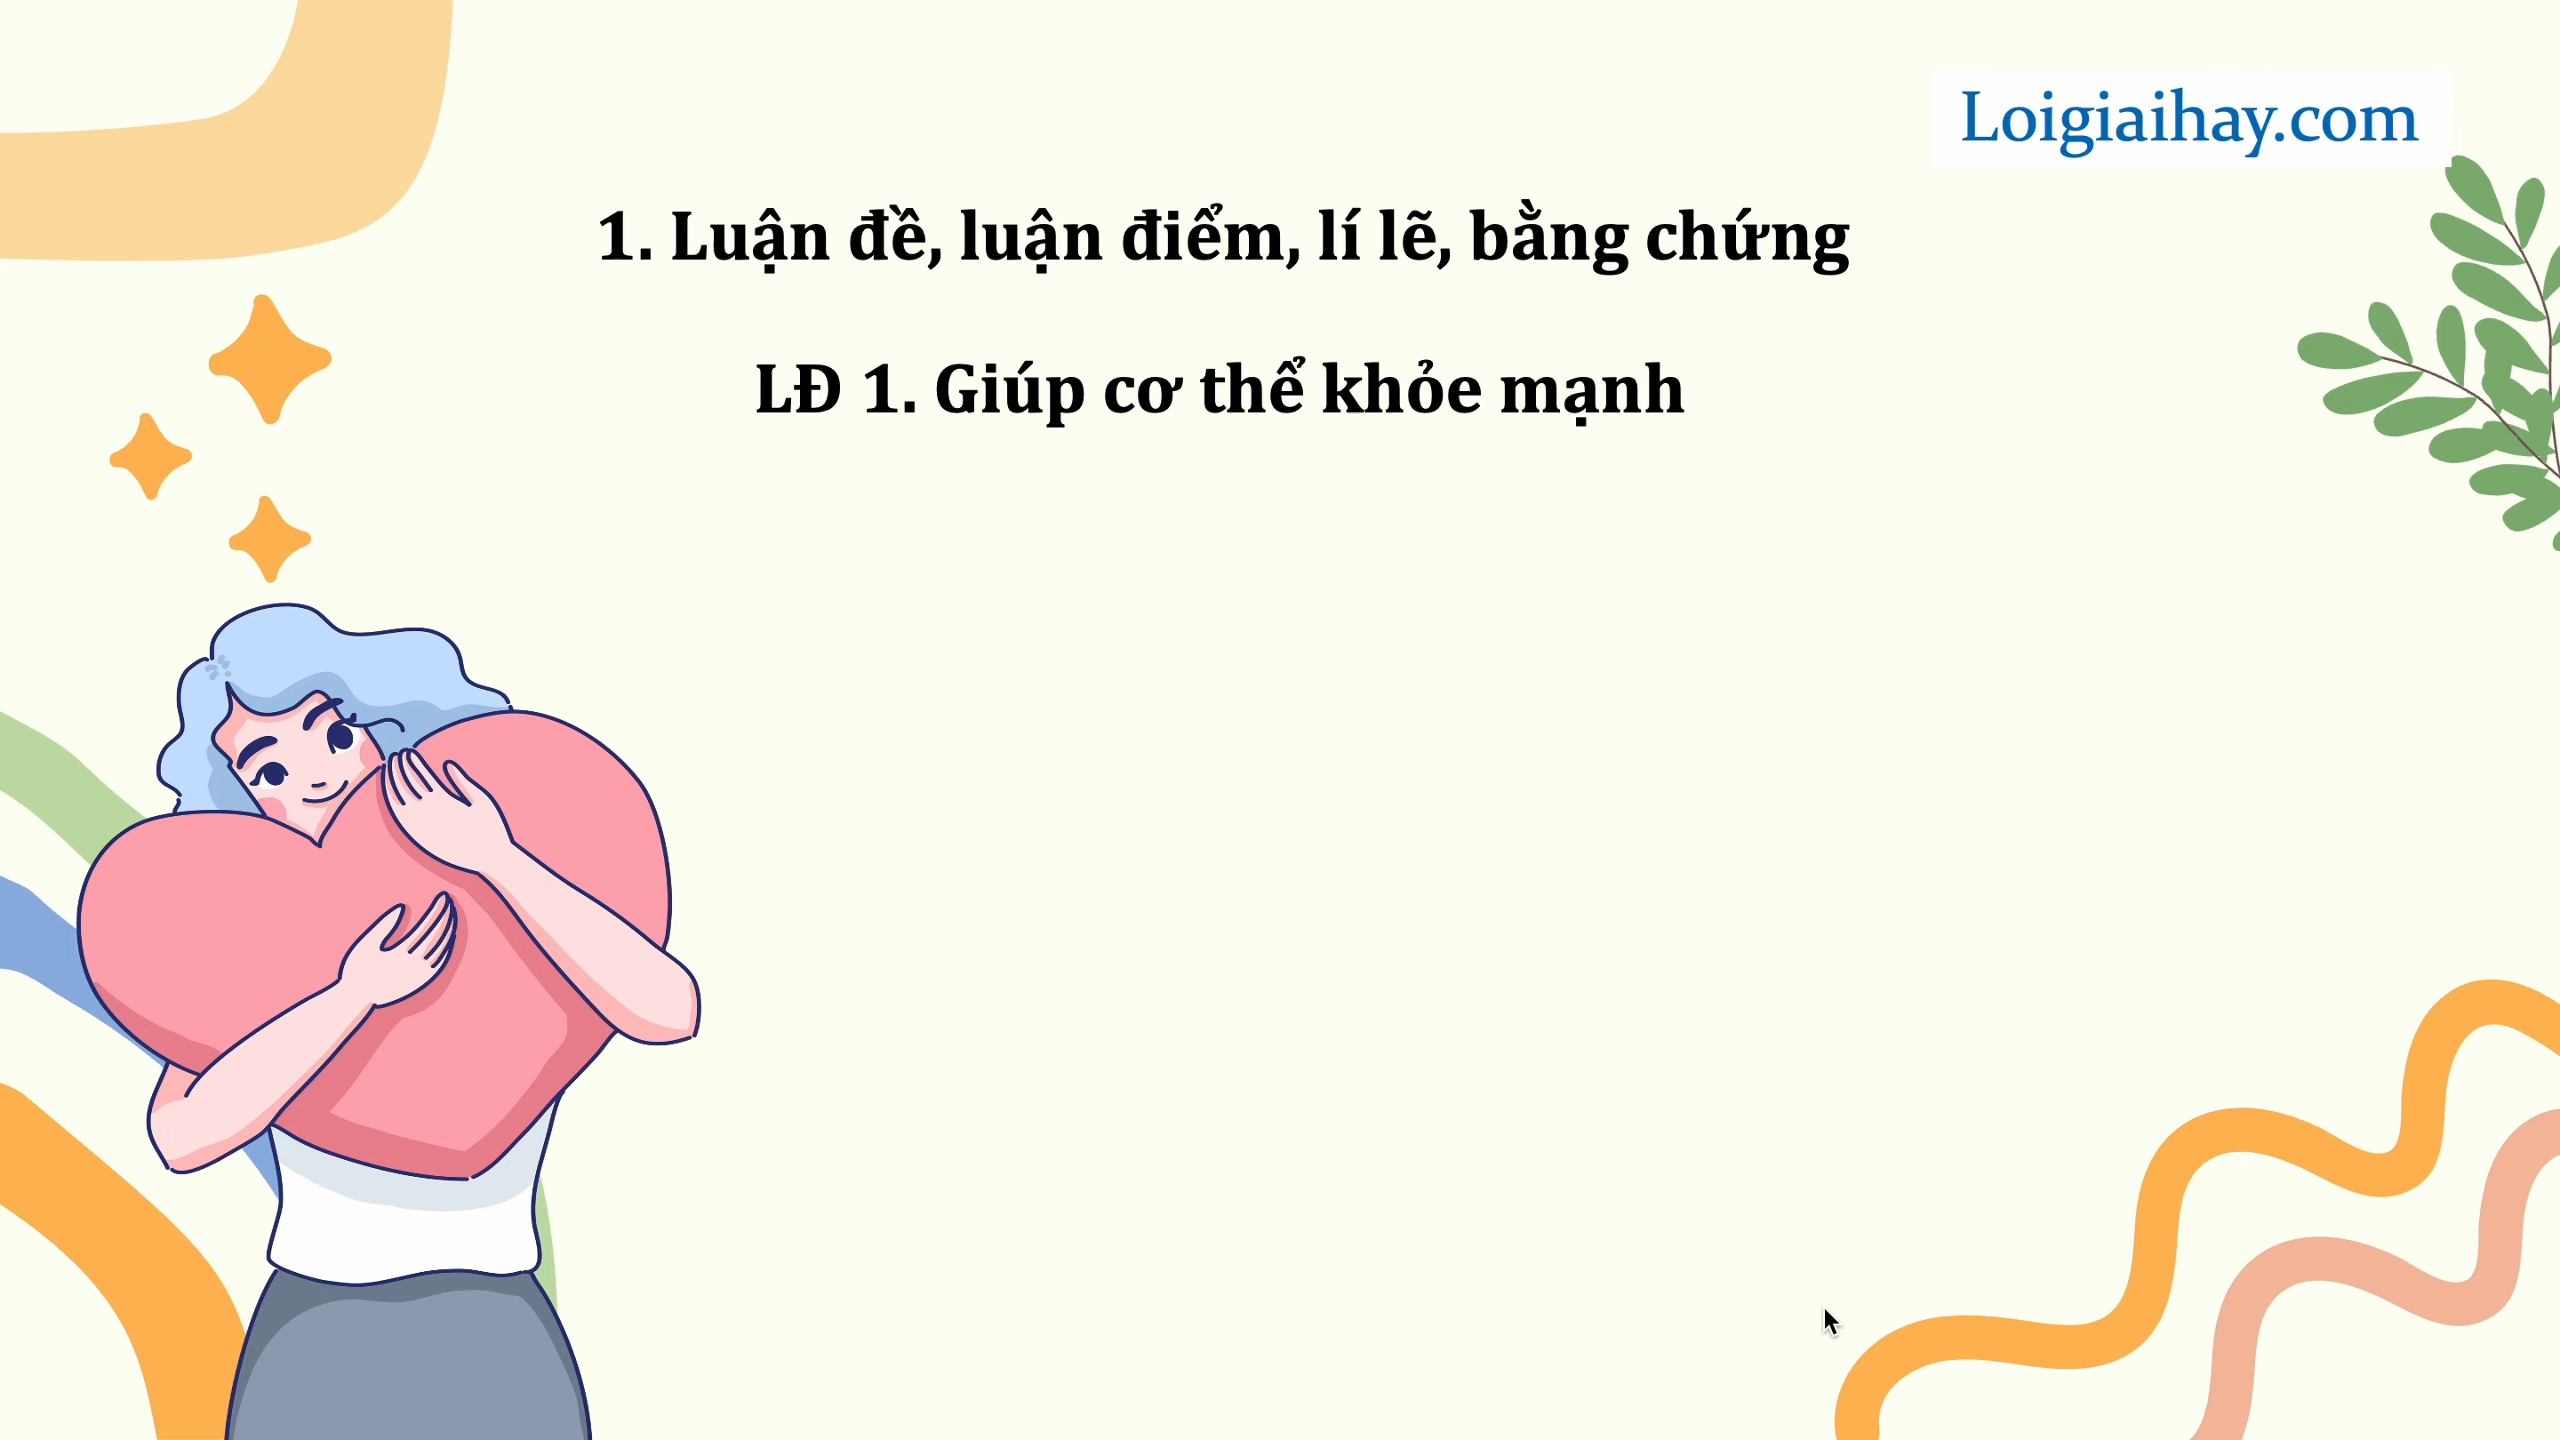 Loigiaihay.com
1. Luận đề, luận điểm, lí lẽ, bằng chứng
LĐ 1. Giúp cơ thể khỏe mạnh